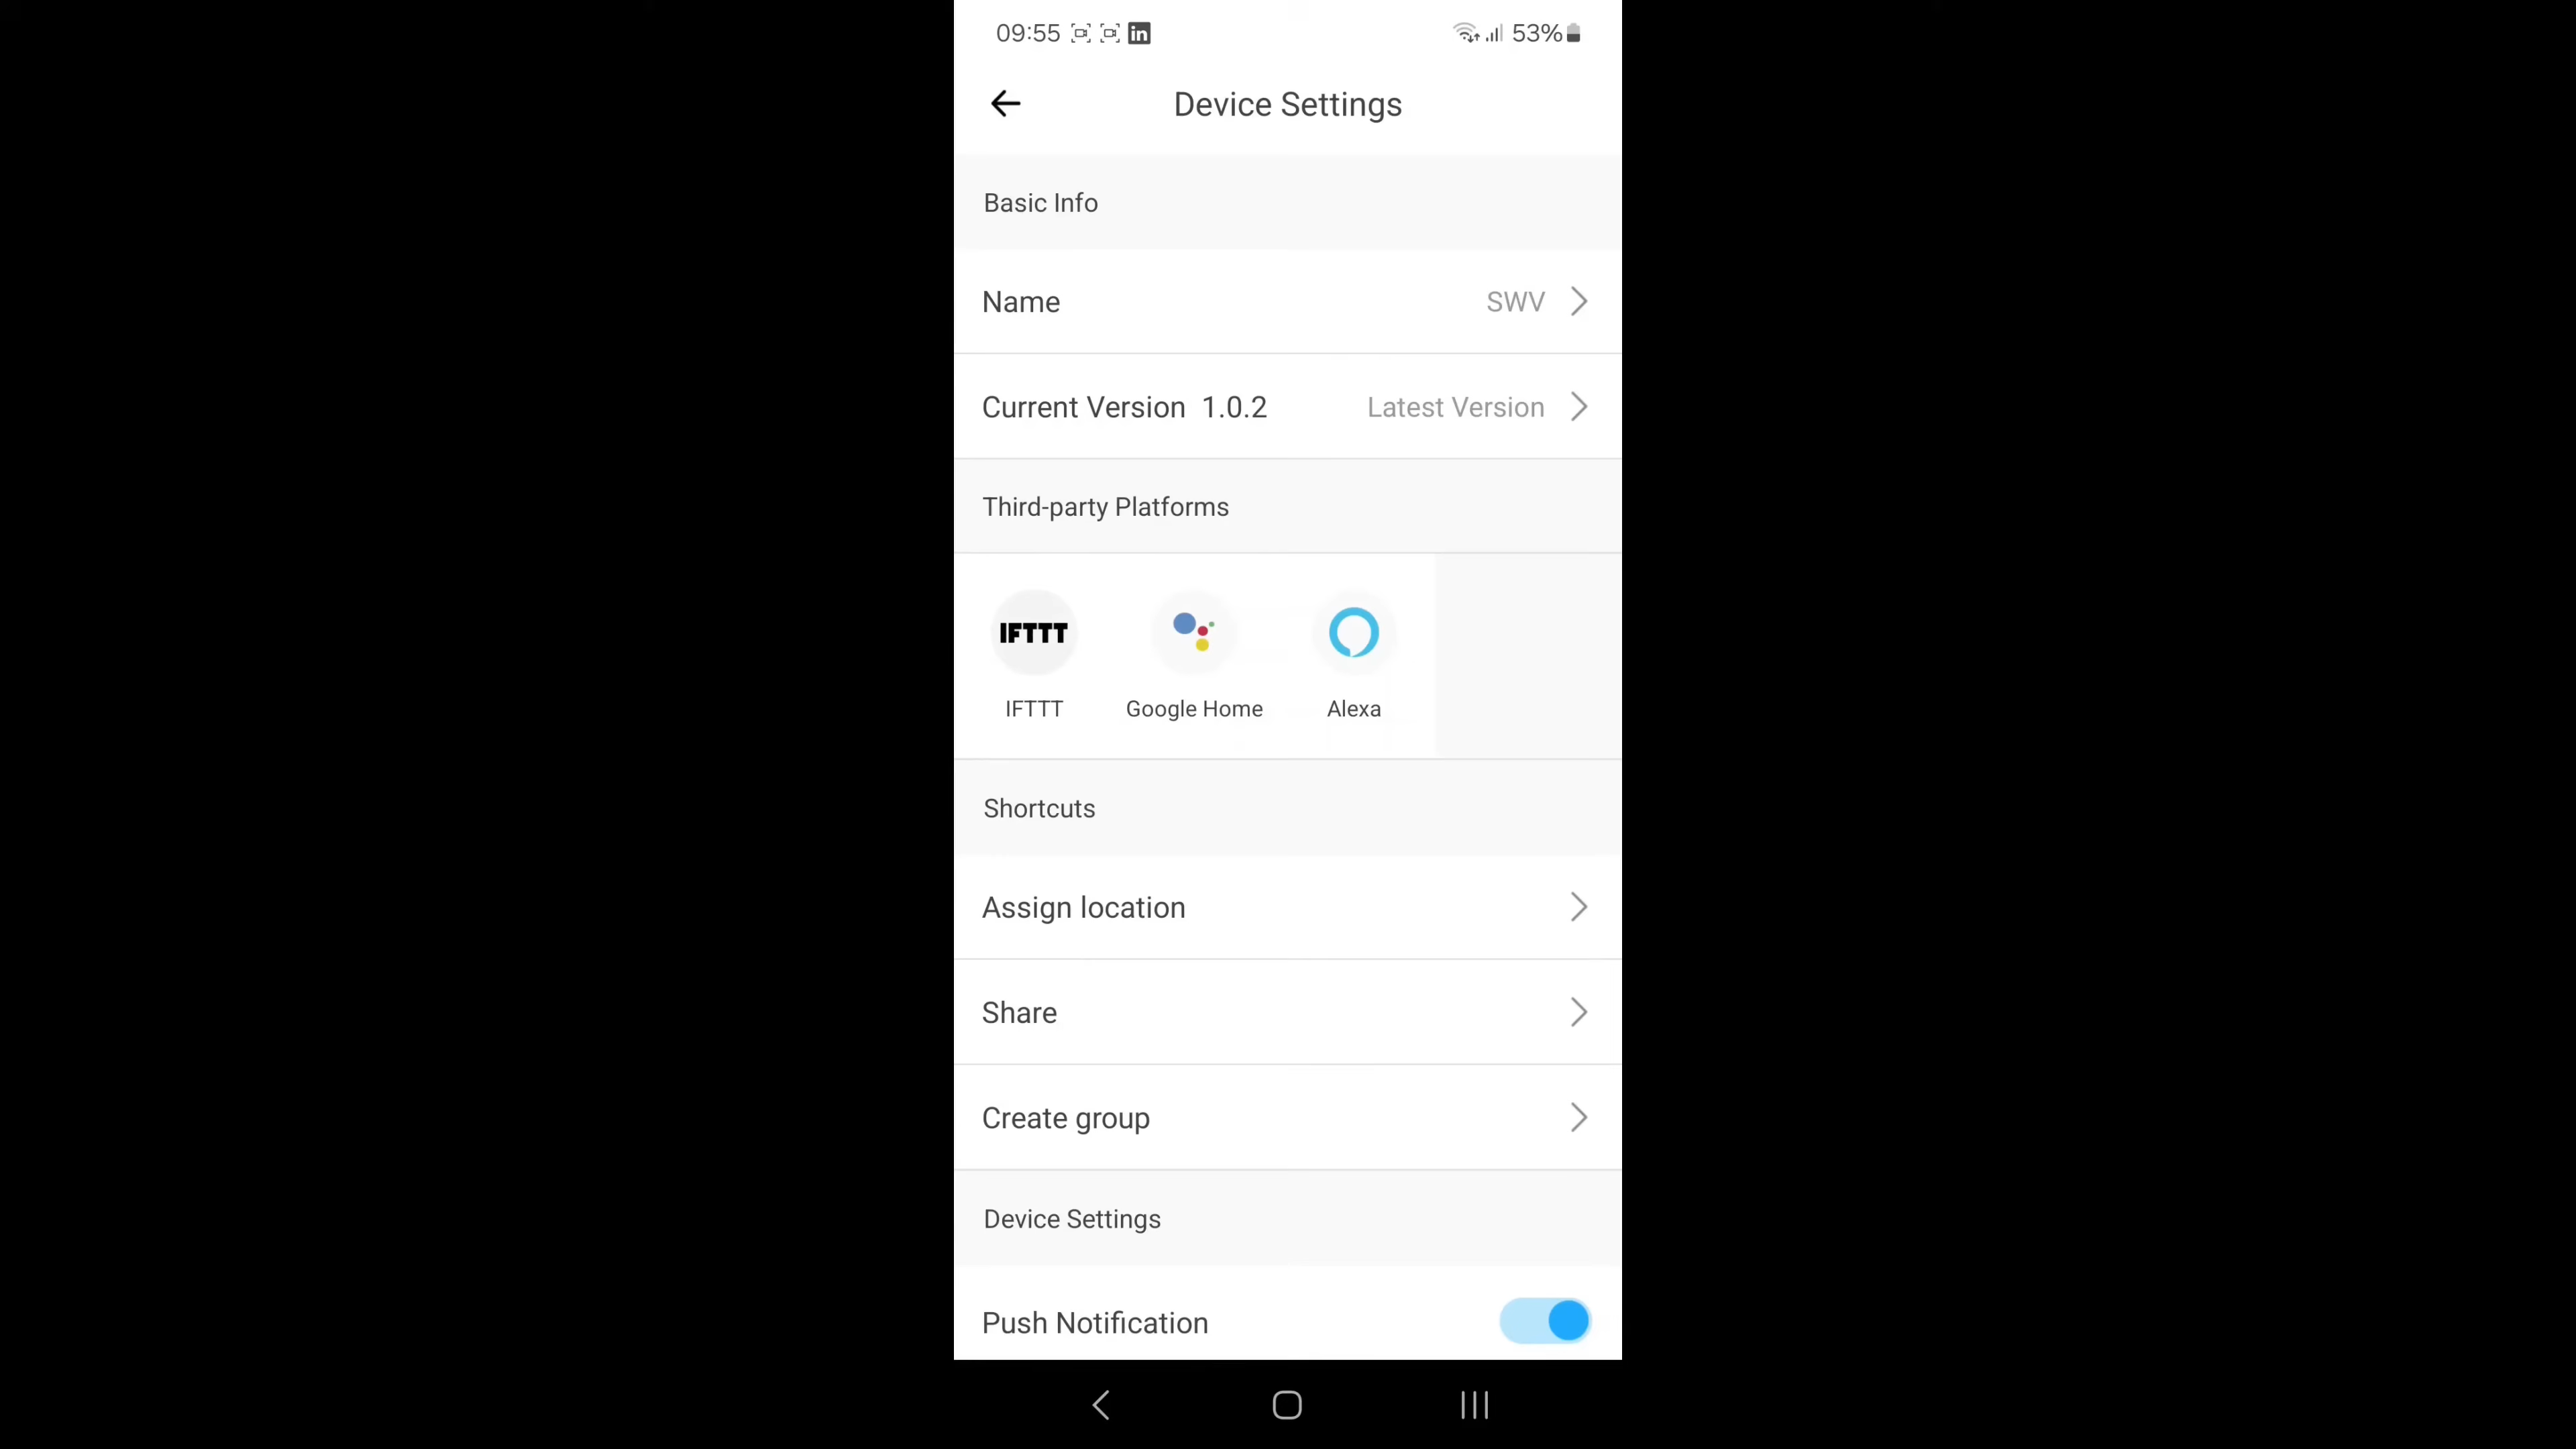 09:55 in 53%
Device Settings
Basic Info
Name SWV
Current Version 1.0.2 Latest Version
Third-party Platforms
IFTTT
IFTTT Google Home Alexa
Shortcuts
Assign location
Share
Create group
Device Settings
Push Notification